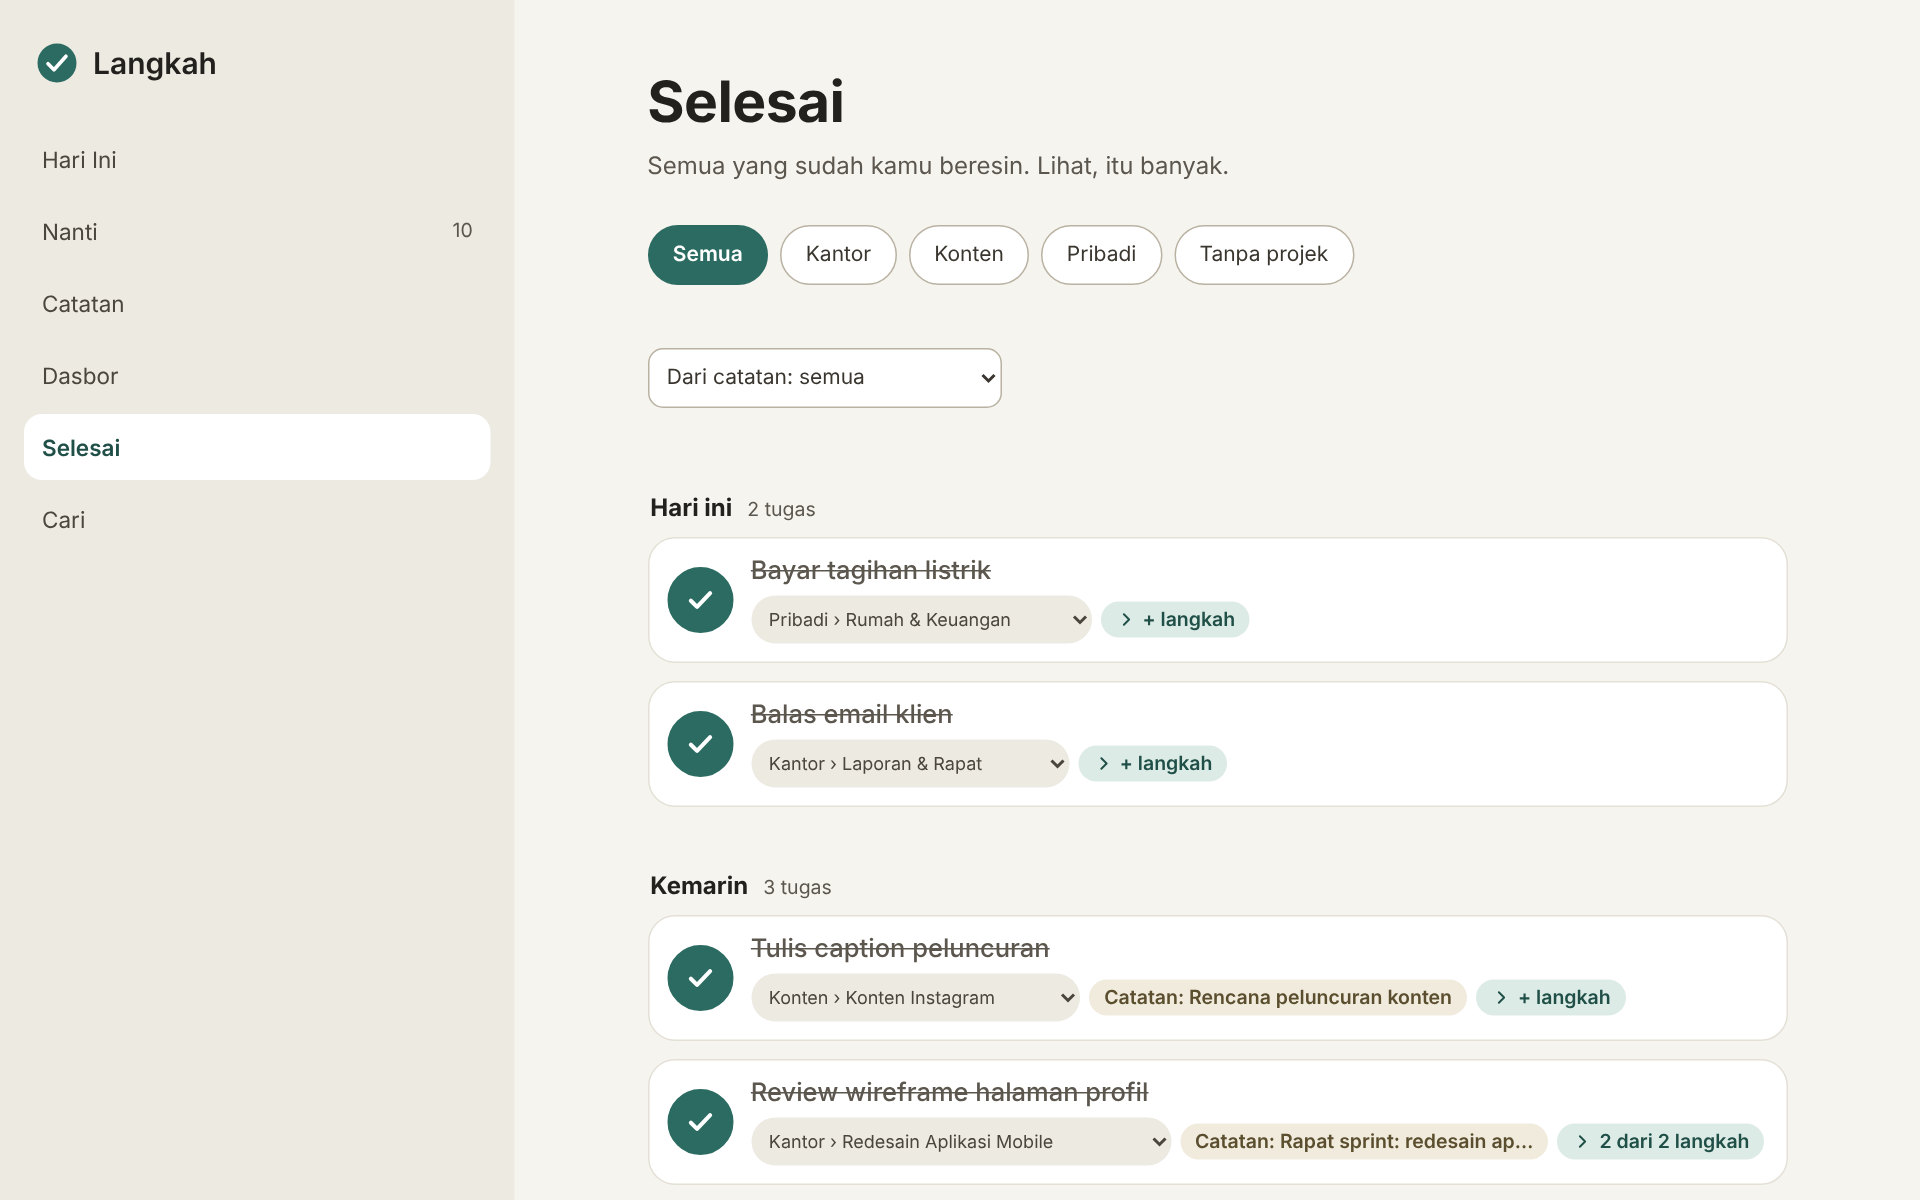 Langkah
Hari Ini
Nanti 10
Catatan
Dasbor
Selesai
Cari
Selesai
Semua yang sudah kamu beresin. Lihat, itu banyak.
Semua Kantor Konten Pribadi Tanpa projek
Dari catatan: semua
Hari ini 2 tugas
Bayar tagihan listrik
Pribadi › Rumah & Keuangan + langkah
Balas email klien
Kantor › Laporan & Rapat + langkah
Kemarin 3 tugas
Tulis caption peluncuran
Konten › Konten Instagram Catatan: Rencana peluncuran konten + langkah
Review wireframe halaman profil
Kantor › Redesain Aplikasi Mobile Catatan: Rapat sprint: redesain ap... 2 dari 2 langkah